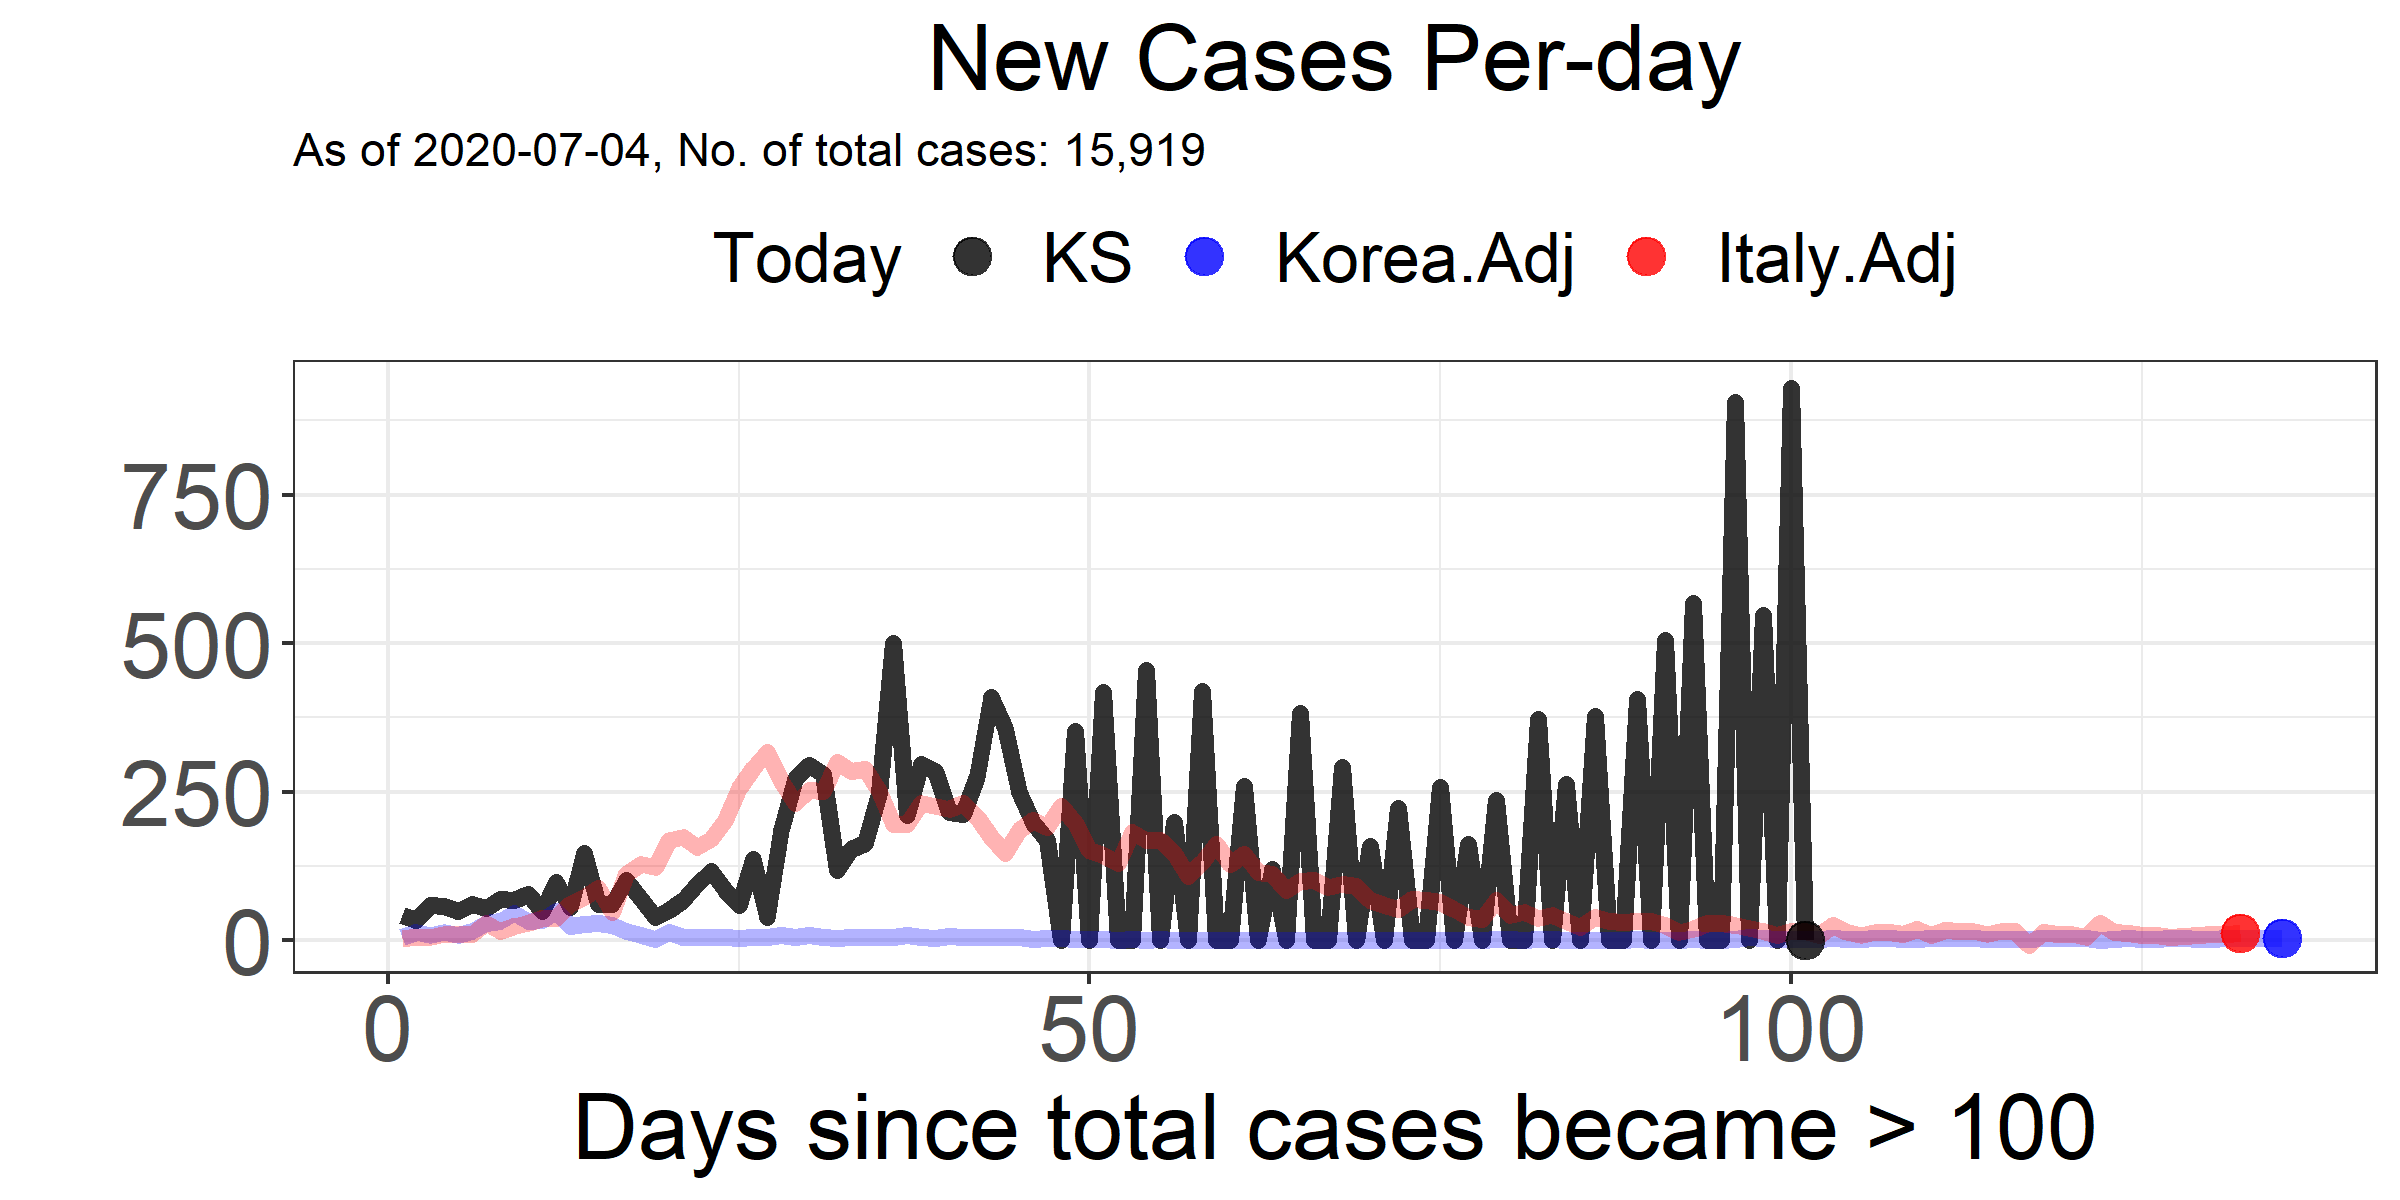 New Cases Per-day
As of 2020-07-04, No. of total cases: 15,919
Today KS Korea.Adj Italy.Adj
750
500
250
0
0 50 100
Days since total cases became > 100